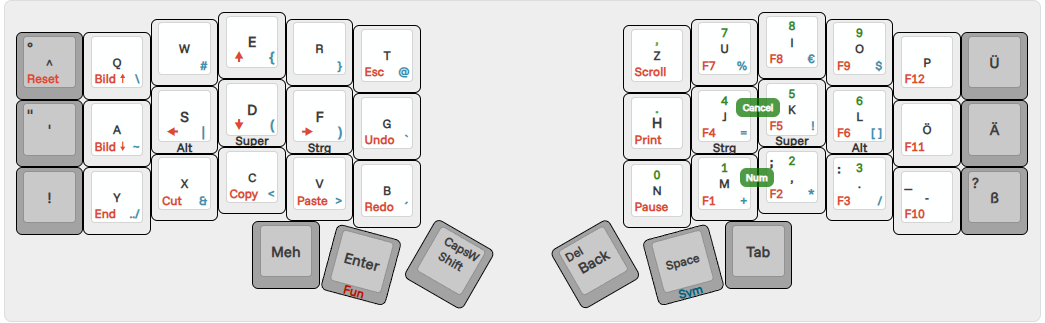 °
^
Reset
Q
Bild ↑ \
W
#
E
↑ {
R
}
T
Esc @
,
Z
Scroll
7
U
F7 %
8
I
F8 €
9
O
F9 $
P
F12
Ü
"
'
A
Bild ↓ ~
S
← |
Alt
D
↓ (
Super
F
→ )
Strg
G
Undo `
.
H
Print
4
J
F4 =
Strg
Cancel
5
K
F5 !
Super
6
L
F6 [ ]
Alt
Ö
F11
Ä
!
Y
End ../
X
Cut &
C
Copy <
V
Paste >
B
Redo ´
0
N
Pause
1
M
F1 +
Num
; 2
,
F2 *
: 3
.
F3 /
_
-
F10
?
ß
Meh
Enter
Fun
CapsW
Shift
Del
Back
Space
Sym
Tab